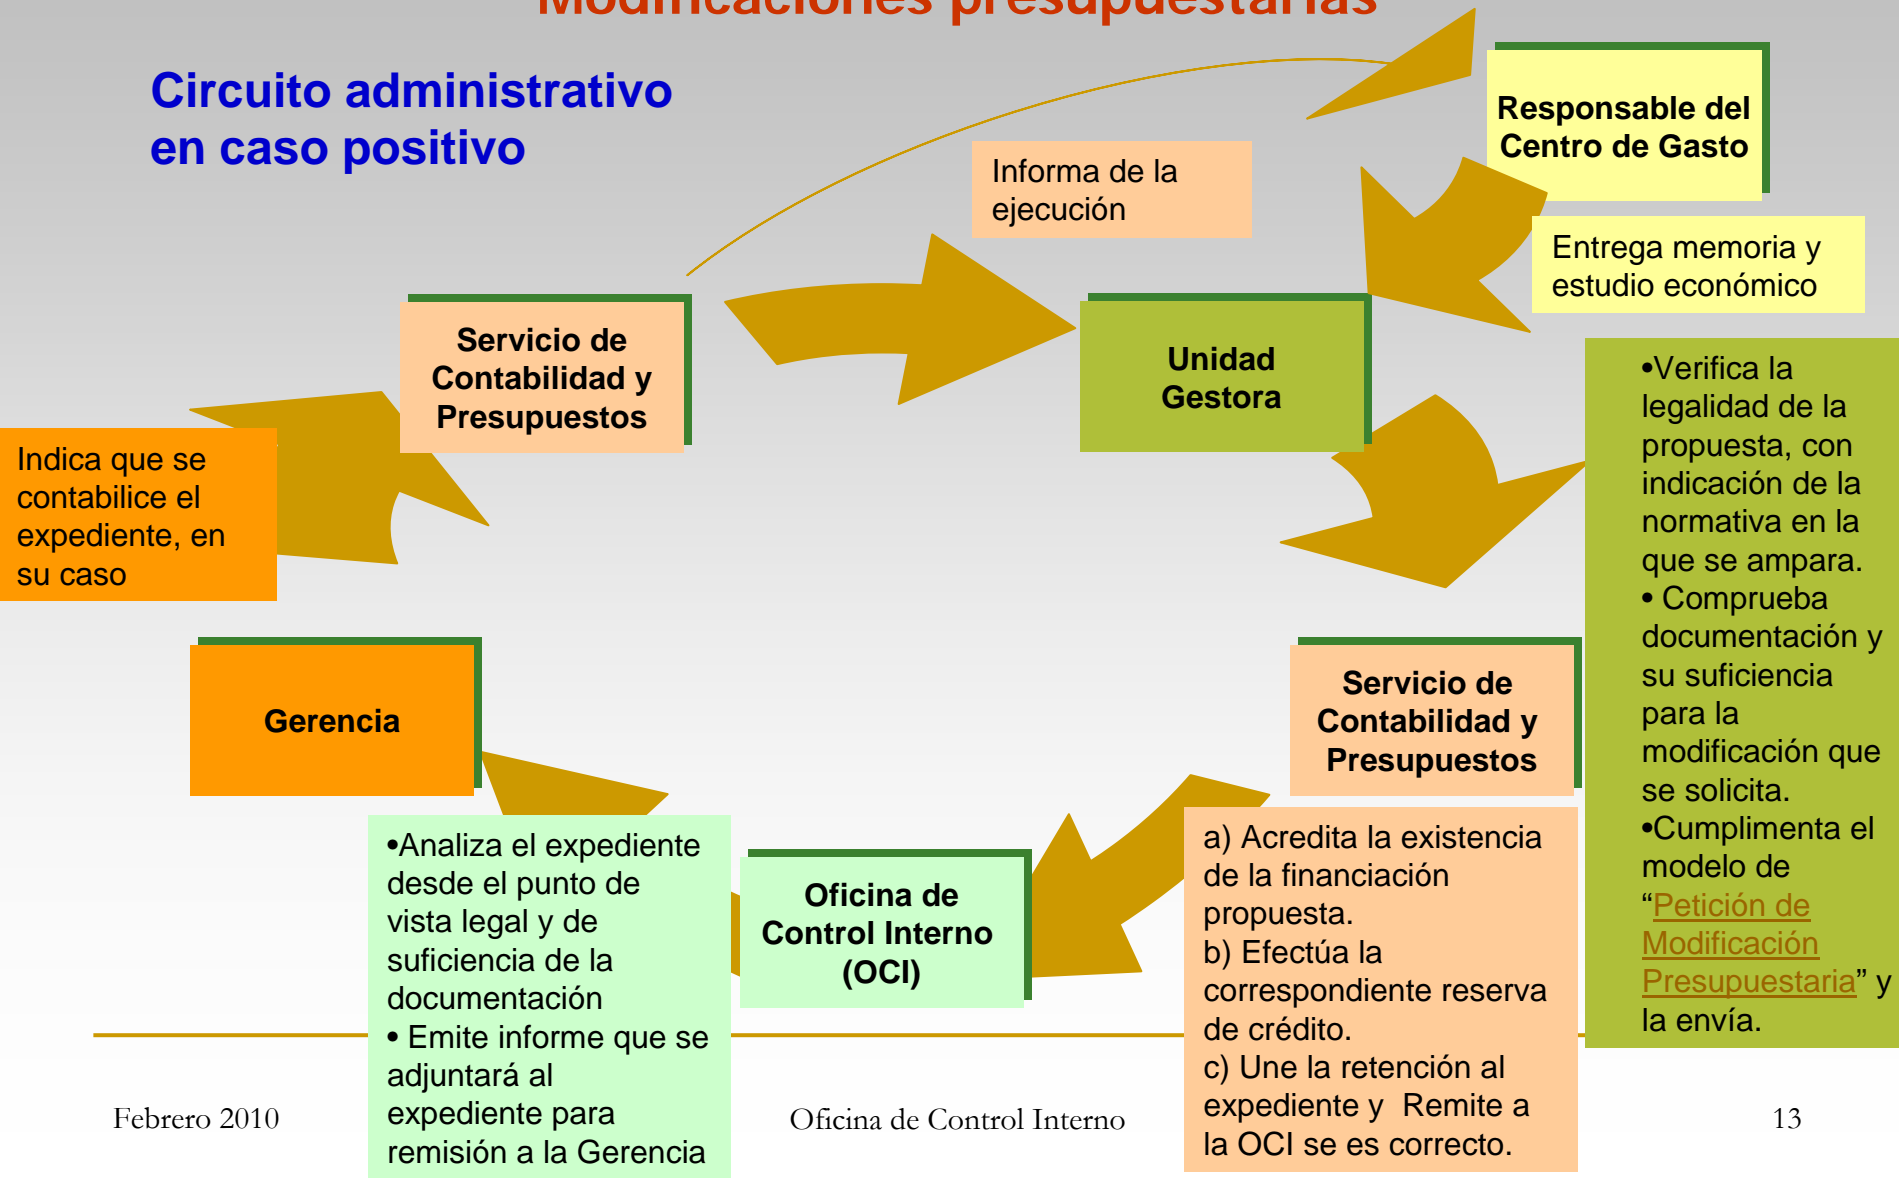 Modificaciones presupuestarias
Circuito administrativo
en caso positivo
Responsable del
Centro de Gasto
Informa de la
ejecución
Entrega memoria y
estudio económico
Servicio de
Contabilidad y
Presupuestos
Unidad
Gestora
•Verifica la
legalidad de la
propuesta, con
indicación de la
normativa en la
que se ampara.
• Comprueba
documentación y
su suficiencia
para la
modificación que
se solicita.
•Cumplimenta el
modelo de
“Petición de
Modificación
Presupuestaria” y
la envía.
Indica que se
contabilice el
expediente, en
su caso
Gerencia
Servicio de
Contabilidad y
Presupuestos
•Analiza el expediente
desde el punto de
vista legal y de
suficiencia de la
documentación
• Emite informe que se
adjuntará al
expediente para
remisión a la Gerencia
Oficina de
Control Interno
(OCI)
a) Acredita la existencia
de la financiación
propuesta.
b) Efectúa la
correspondiente reserva
de crédito.
c) Une la retención al
expediente y  Remite a
la OCI se es correcto.
Febrero 2010
Oficina de Control Interno
13